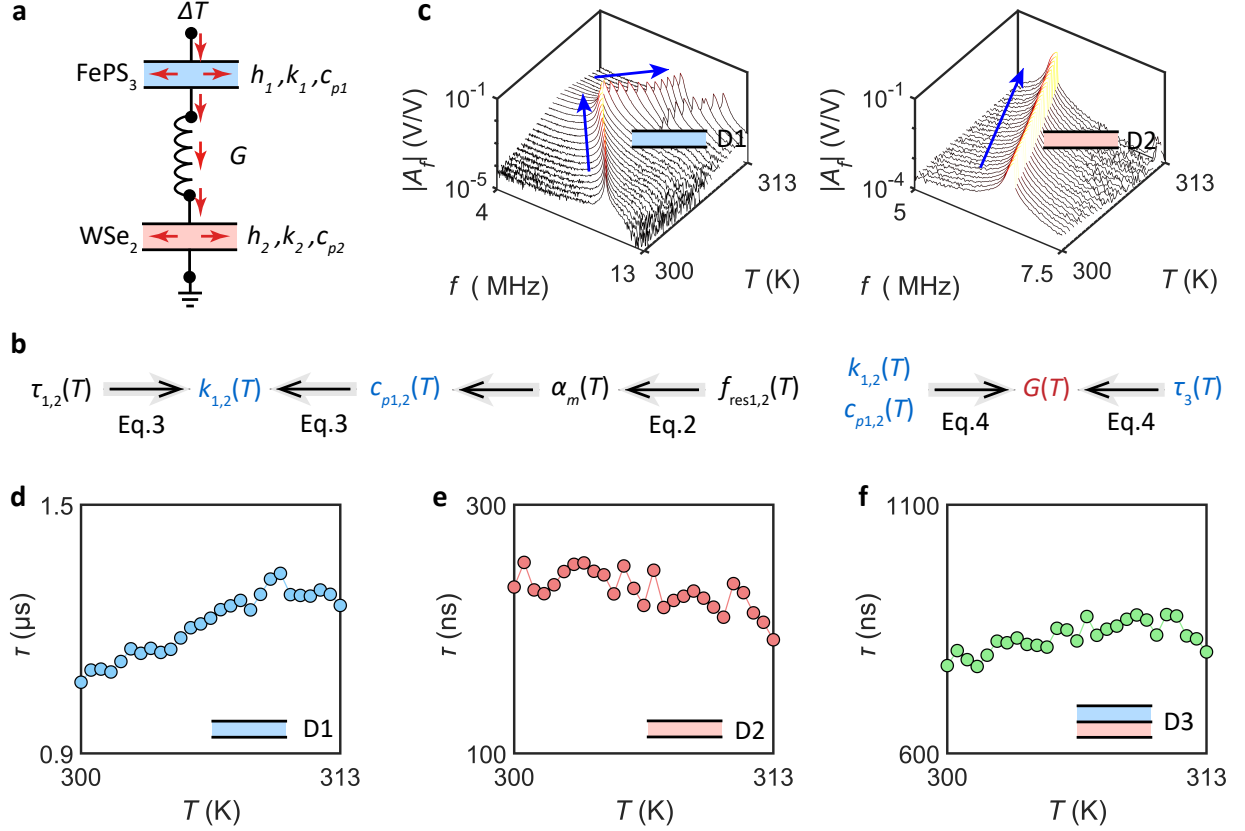 a
ΔT
FePS3
h1,k1,cp1
G
WSe2
h2,k2,cp2
c
10-1
|Af| (V/V)
10-5
4
f ( MHz)
13
300
T (K)
313
D1
10-1
|Af| (V/V)
10-4
5
f ( MHz)
7.5
300
T (K)
313
D2
b
τ1,2(T)
Eq.3
k1,2(T)
Eq.3
cp1,2(T)
αm(T)
Eq.2
fres1,2(T)
k1,2(T)
cp1,2(T)
Eq.4
G(T)
Eq.4
τ3(T)
d
1.5
τ (µs)
0.9
300
313
T (K)
D1
e
300
τ (ns)
100
300
313
T (K)
D2
f
1100
τ (ns)
600
300
313
T (K)
D3